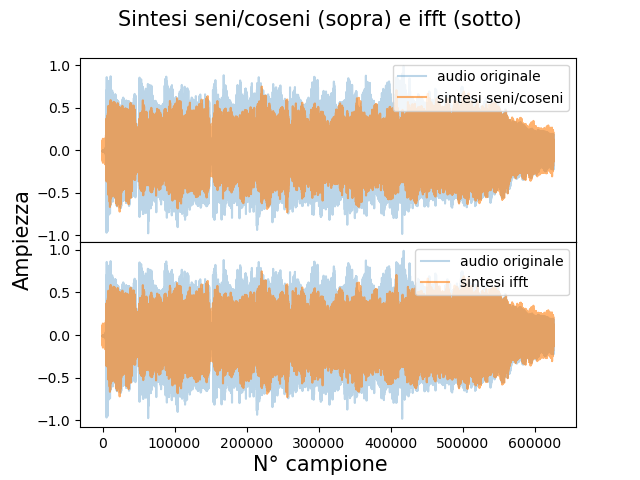 Sintesi seni/coseni (sopra) e ifft (sotto)
1.0
audio originale
sintesi seni/coseni
0.5
0.0
−0.5
−1.0
Ampiezza
1.0
audio originale
sintesi ifft
0.5
0.0
−0.5
−1.0
0 100000 200000 300000 400000 500000 600000
N° campione